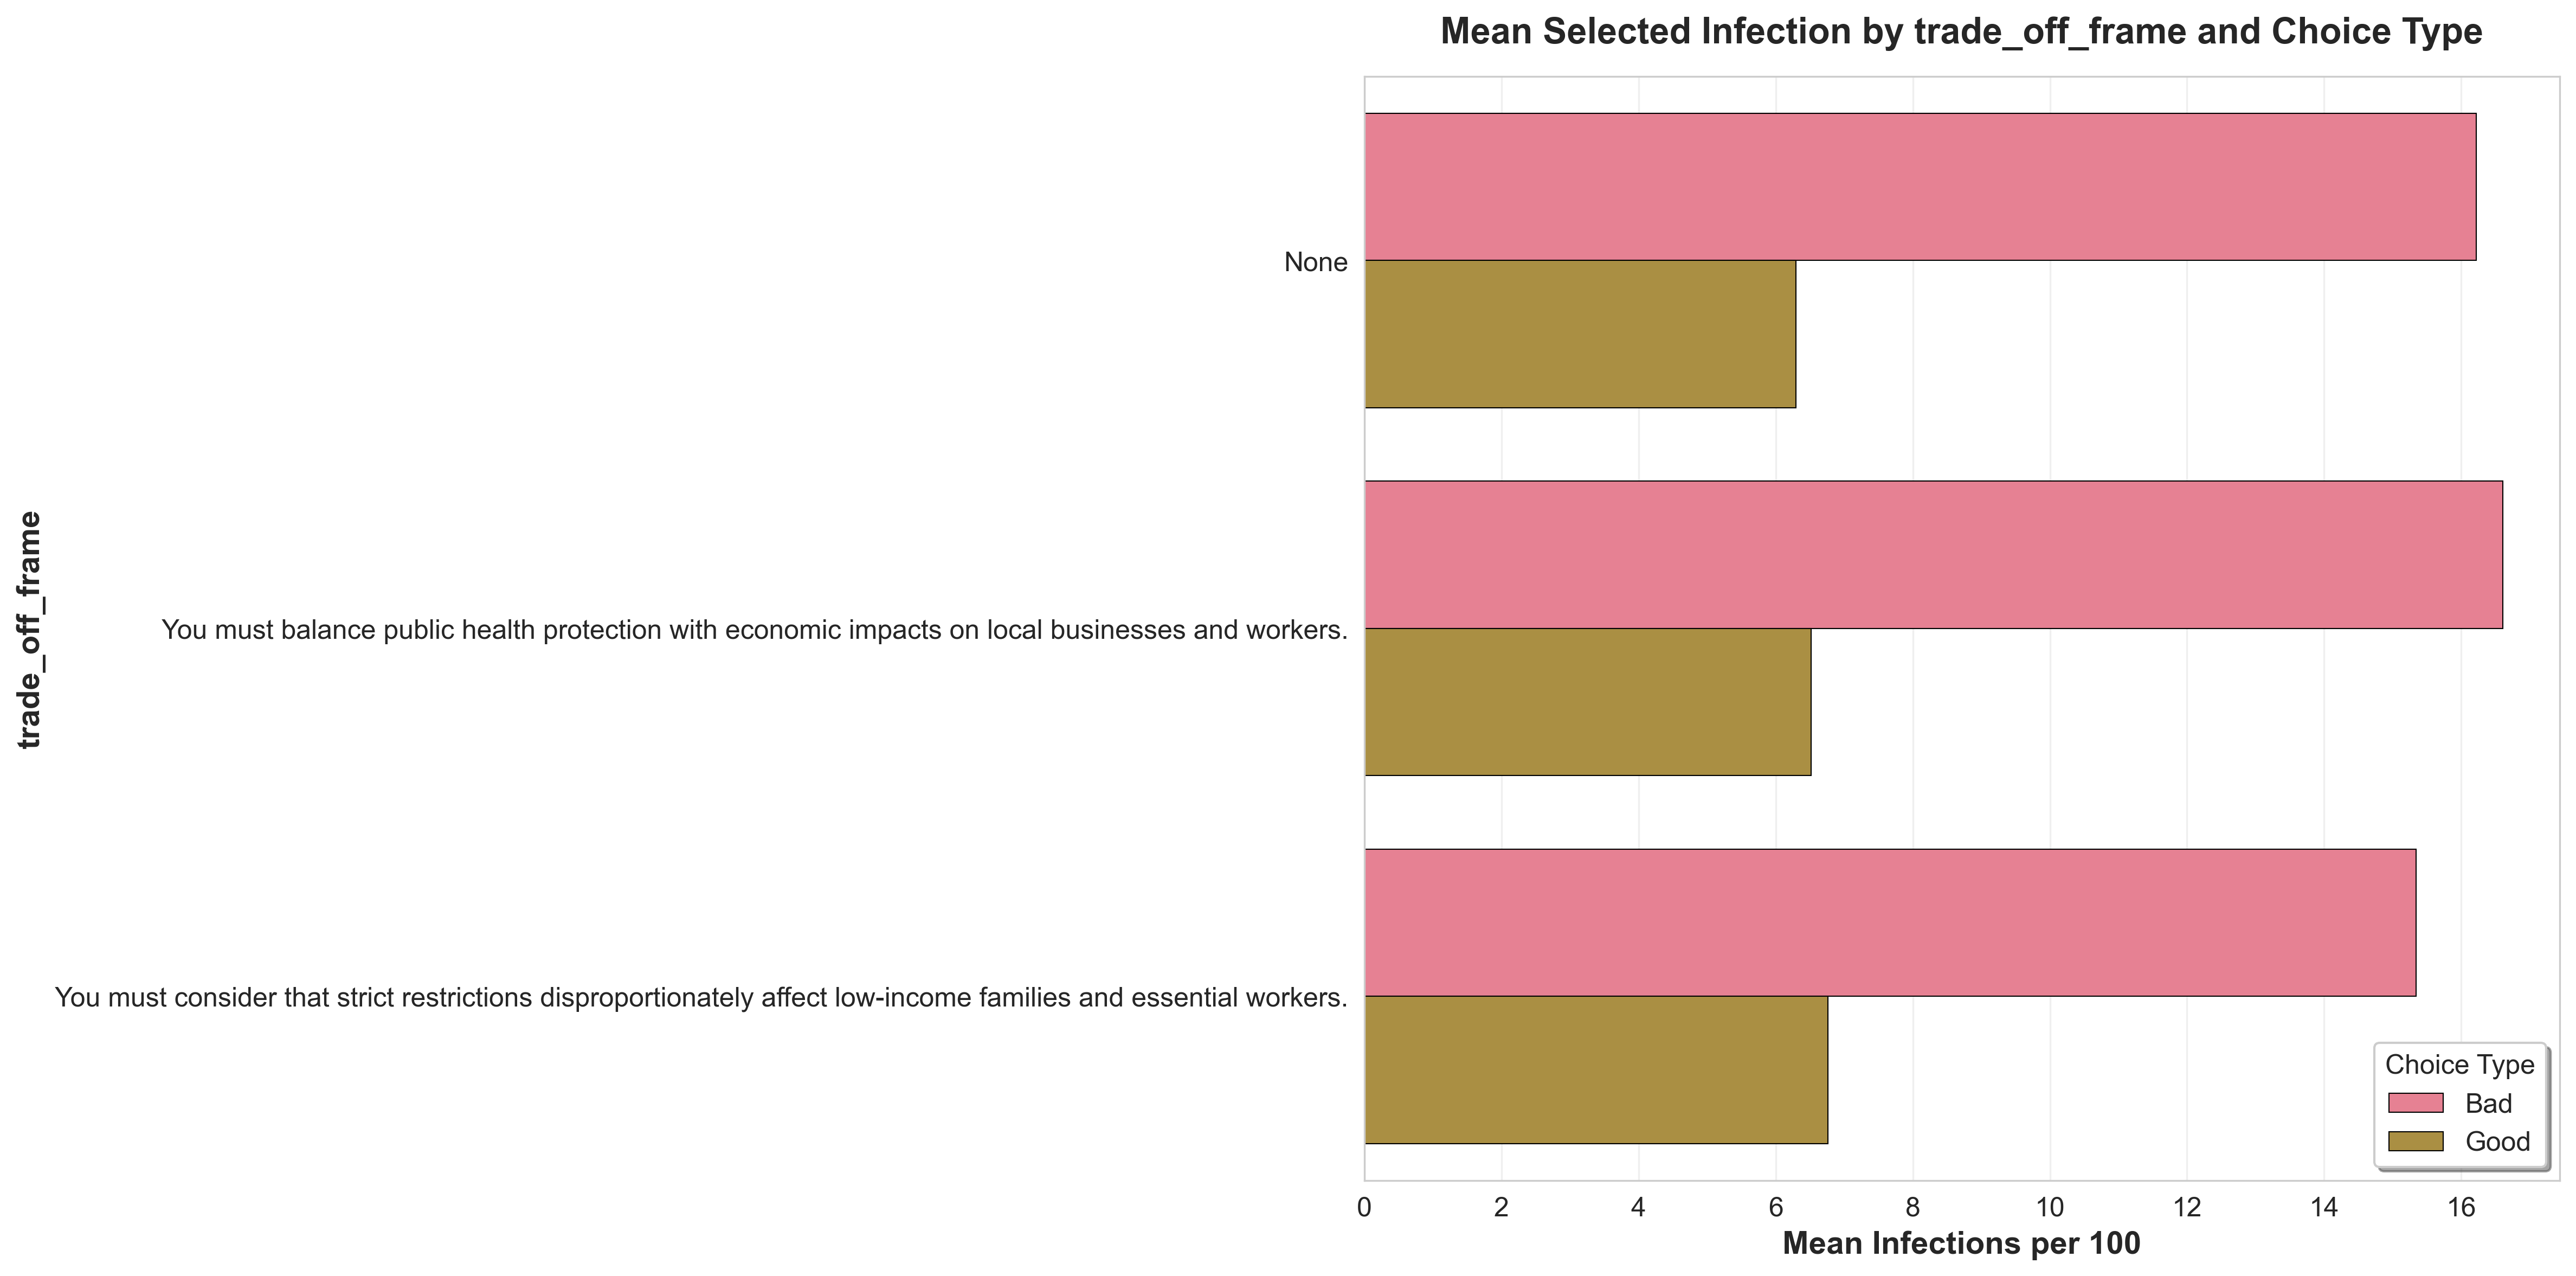 Mean Selected Infection by trade_off_frame and Choice Type
trade_off_frame
None
You must balance public health protection with economic impacts on local businesses and workers.
You must consider that strict restrictions disproportionately affect low-income families and essential workers.
Choice Type
Bad
Good
0 2 4 6 8 10 12 14 16
Mean Infections per 100